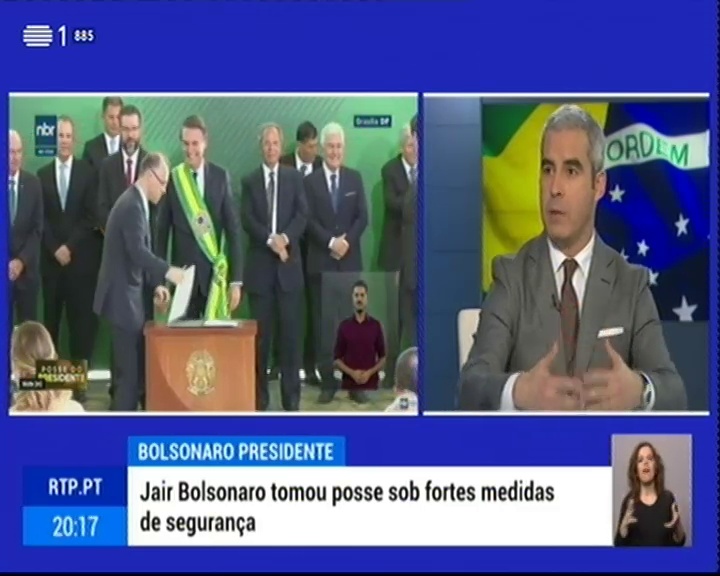 1 885
nbr
Brasília DF
ORDEM
POSSE DO
PRESIDENTE
BOLSONARO PRESIDENTE
RTP.PT
Jair Bolsonaro tomou posse sob fortes medidas
de segurança
20:17